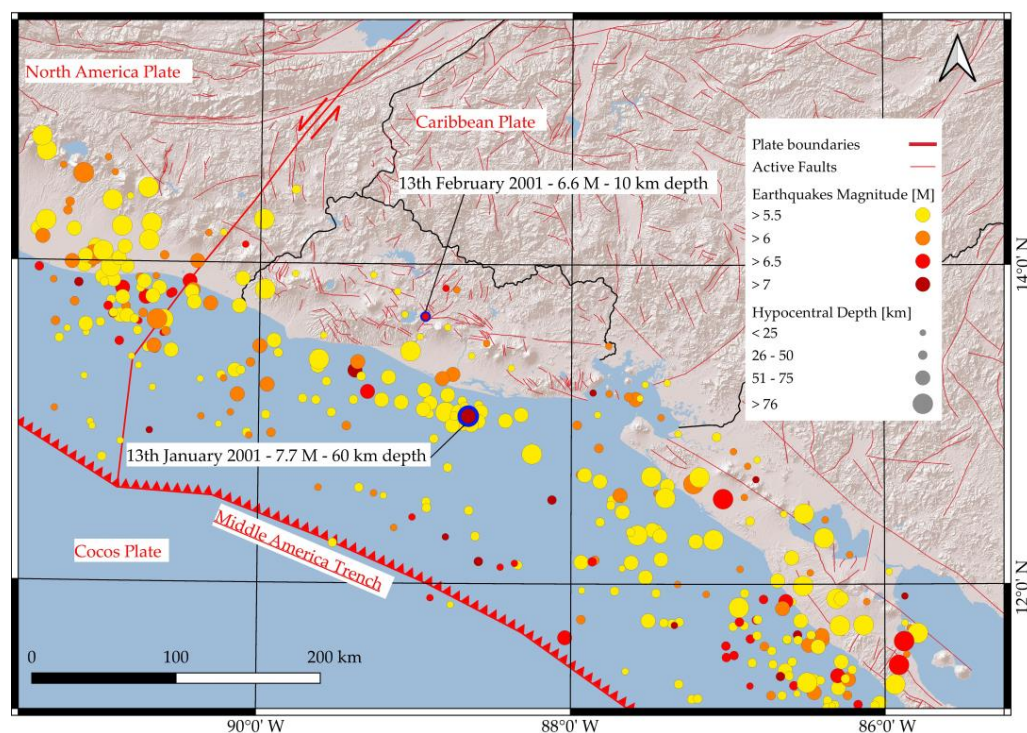 North America Plate
Caribbean Plate
13th February 2001 - 6.6 M - 10 km depth
Plate boundaries
Active Faults
Earthquakes Magnitude [M]
> 5.5
> 6
> 6.5
> 7
Hypocentral Depth [km]
< 25
26 - 50
51 - 75
> 76
14°0' N
13th January 2001 - 7.7 M - 60 km depth
Cocos Plate
Middle America Trench
12°0' N
0
100
200 km
90°0' W
88°0' W
86°0' W